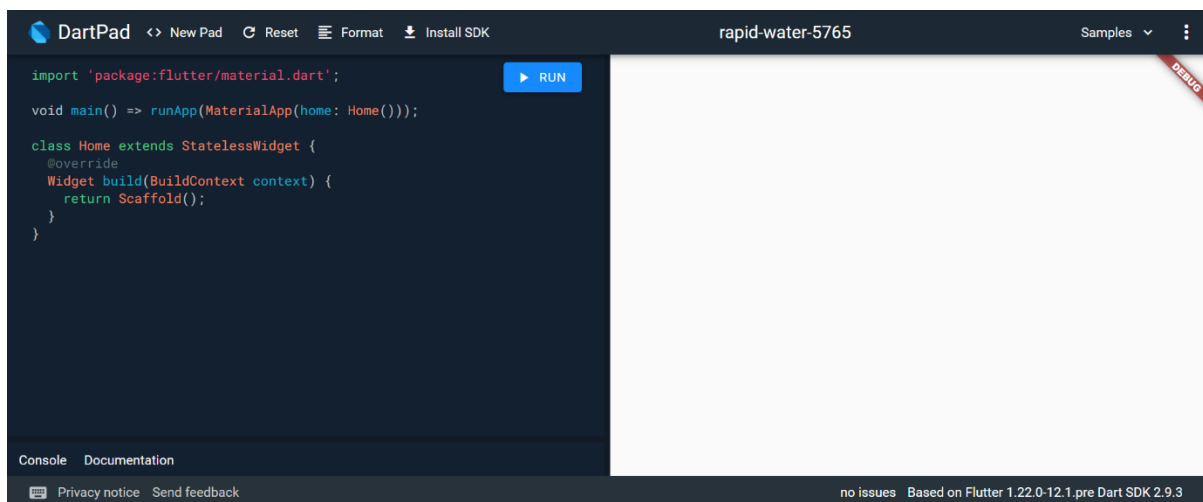 DartPad <> New Pad Reset Format Install SDK rapid-water-5765 Samples
import 'package:flutter/material.dart';
RUN
DEBUG
void main() => runApp(MaterialApp(home: Home()));
class Home extends StatelessWidget {
@override
Widget build(BuildContext context) {
return Scaffold();
}
}
Console Documentation
Privacy notice Send feedback no issues Based on Flutter 1.22.0-12.1.pre Dart SDK 2.9.3